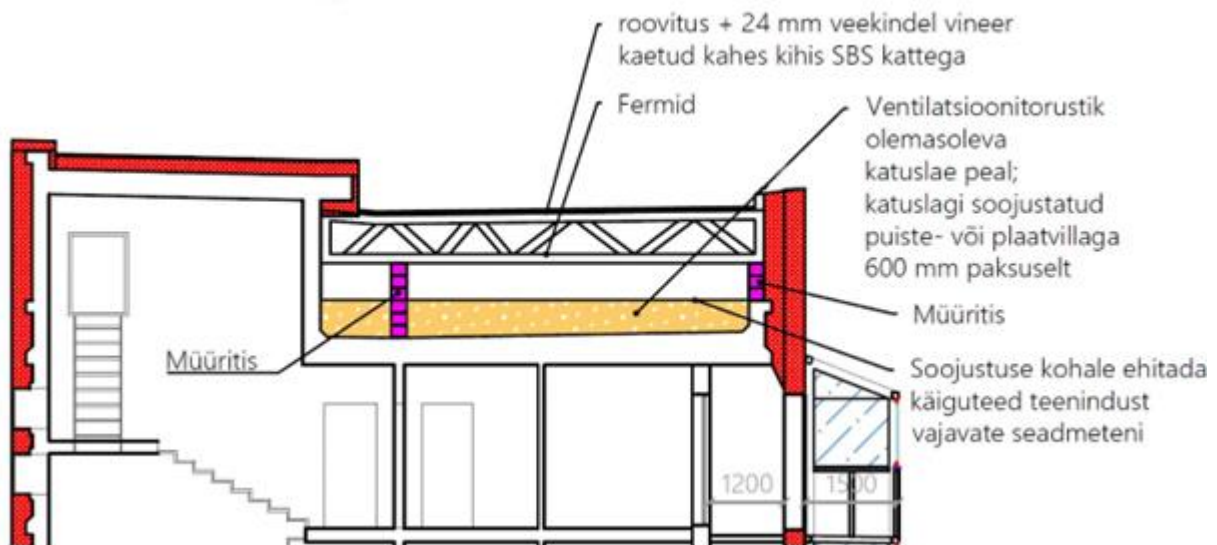 roovitus + 24 mm veekindel vineer
kaetud kahes kihis SBS kattega
Fermid
Ventilatsioonitorustik
olemasoleva
katuslae peal;
katuslagi soojustatud
puiste- või plaatvillaga
600 mm paksuselt
Müüritis
Müüritis
Soojustuse kohale ehitada
käiguteed teenindust
vajavate seadmeteni
1200
1500